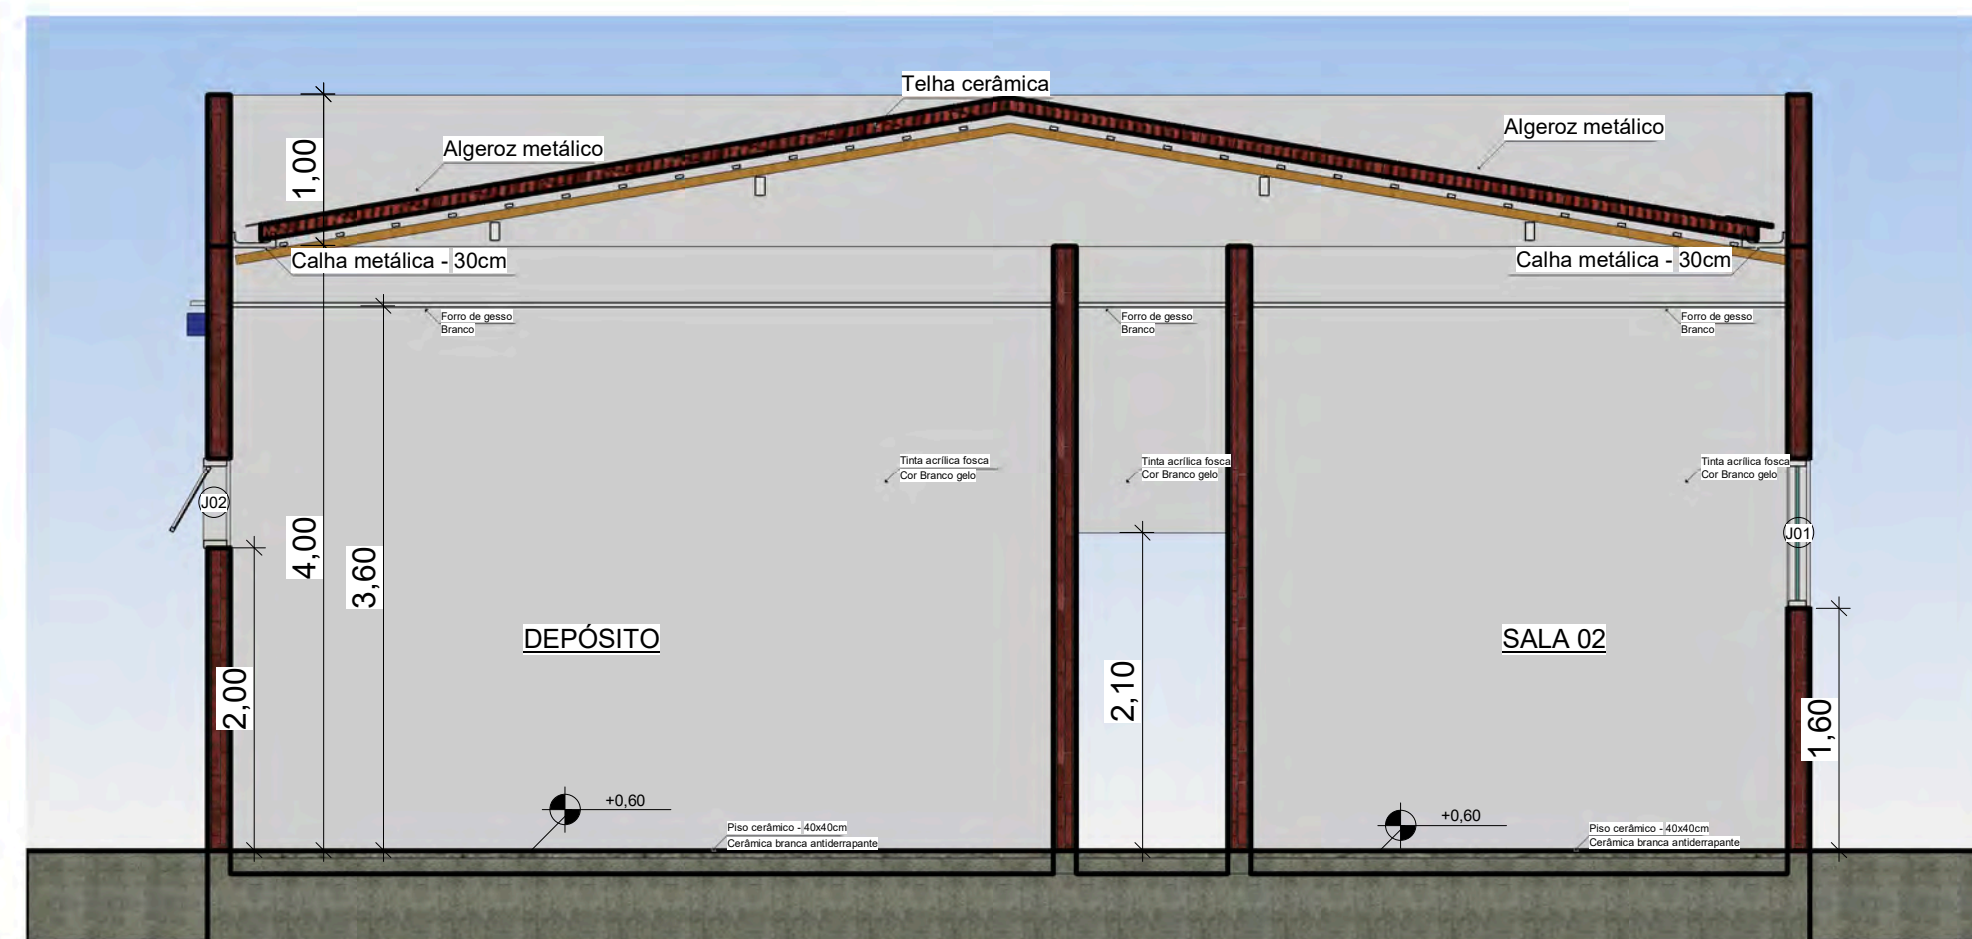 Telha cerâmica
Algeroz metálico
Algeroz metálico
1,00
Calha metálica - 30cm
Calha metálica - 30cm
Forro de gesso
Branco
Forro de gesso
Branco
Forro de gesso
Branco
Tinta acrílica fosca
Cor Branco gelo
Tinta acrílica fosca
Cor Branco gelo
Tinta acrílica fosca
Cor Branco gelo
J02
J01
4,00
3,60
DEPÓSITO
SALA 02
2,00
2,10
1,60
+0,60
+0,60
Piso cerâmico - 40x40cm
Cerâmica branca antiderrapante
Piso cerâmico - 40x40cm
Cerâmica branca antiderrapante